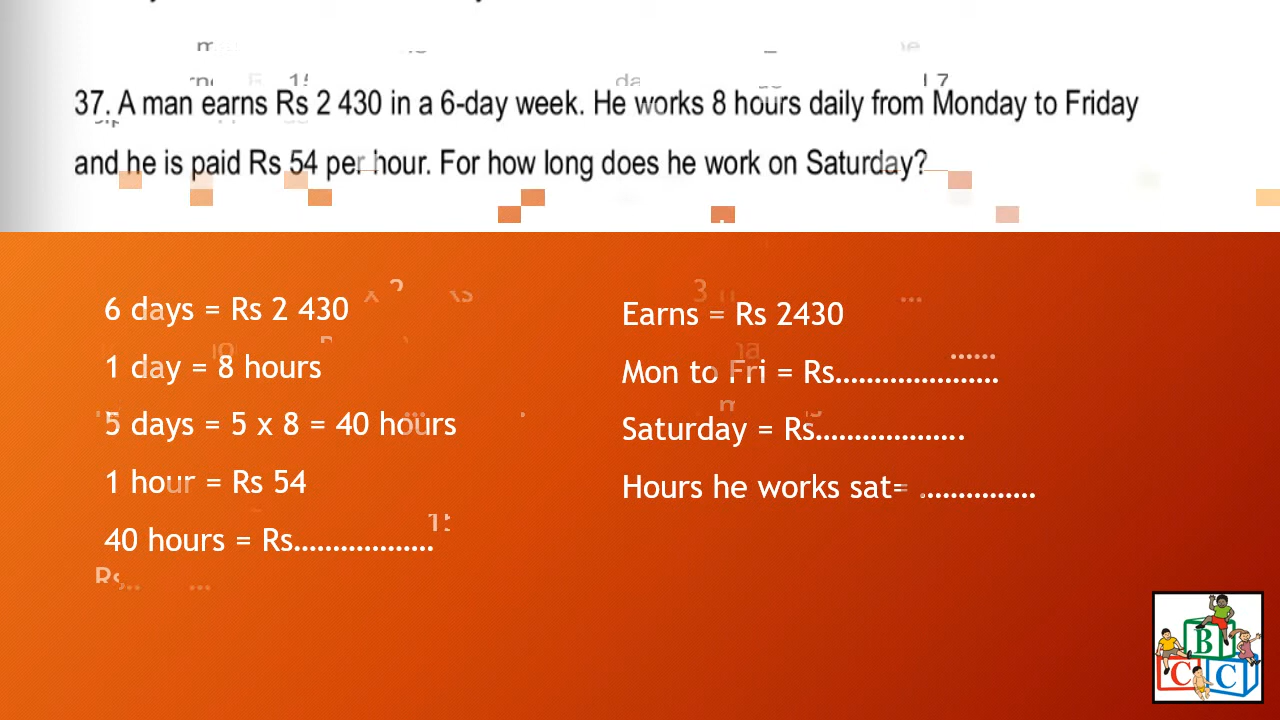 37. A man earns Rs 2 430 in a 6-day week. He works 8 hours daily from Monday to Friday
and he is paid Rs 54 per hour. For how long does he work on Saturday?
6 days = Rs 2 430
1 day = 8 hours
5 days = 5 x 8 = 40 hours
1 hour = Rs 54
40 hours = Rs..................
Earns = Rs 2430
Mon to Fri = Rs.....................
Saturday = Rs...................
Hours he works sat= ...............
B
C C